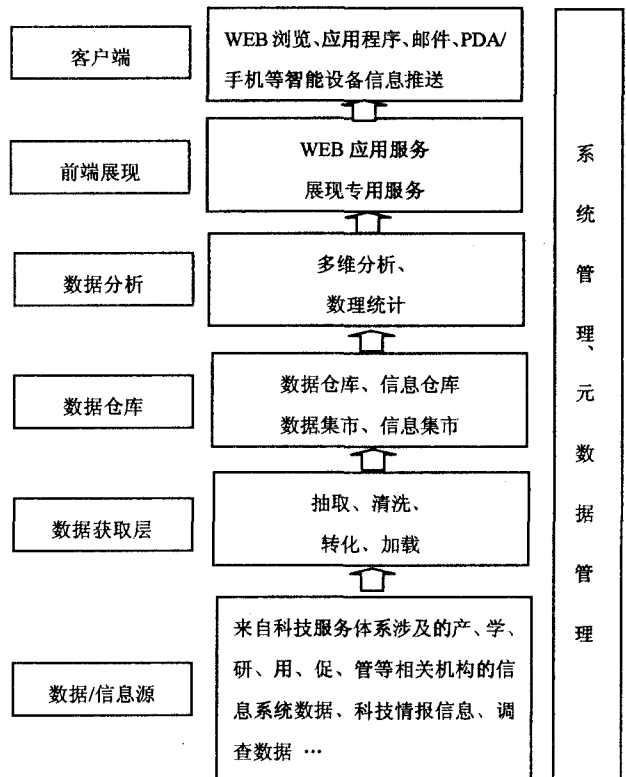 客户端
WEB 浏览、应用程序、邮件、PDA/
手机等智能设备信息推送
前端展现
WEB 应用服务
展现专用服务
数据分析
多维分析、
数理统计
数据仓库
数据仓库、信息仓库
数据集市、信息集市
数据获取层
抽取、清洗、
转化、加载
数据/信息源
来自科技服务体系涉及的产、学、
研、用、促、管等相关机构的信
息系统数据、科技情报信息、调
查数据 …
系统管理、元数据管理